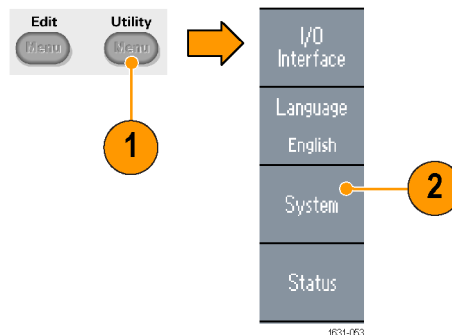 Edit Utility
Menu Menu
1
I/O
Interface
Language
English
System
2
Status
1631-053